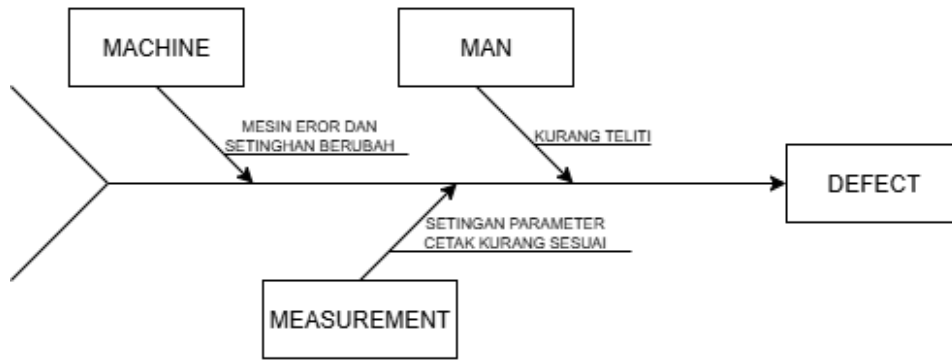 MACHINE
MAN
MESIN EROR DAN
SETINGHAN BERUBAH
KURANG TELITI
DEFECT
SETINGAN PARAMETER
CETAK KURANG SESUAI
MEASUREMENT